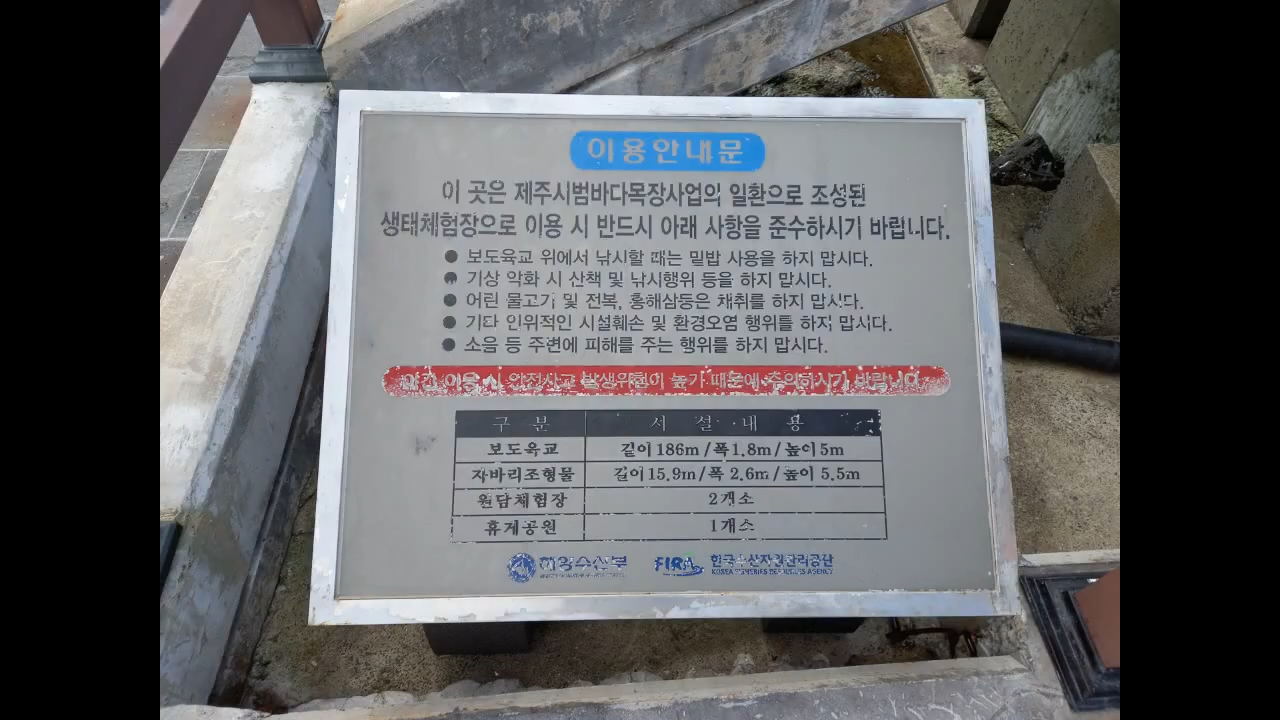 이용안내문
이 곳은 제주시범바다목장사업의 일환으로 조성된
생태체험장으로 이용 시 반드시 아래 사항을 준수하시기 바랍니다.
● 보도육교 위에서 낚시할 때는 밑밥 사용을 하지 맙시다.
● 기상 악화 시 산책 및 낚시행위 등을 하지 맙시다.
● 어린 물고기 및 전복, 홍해삼등은 채취를 하지 맙시다.
● 기타 인위적인 시설훼손 및 환경오염 행위를 하지 맙시다.
● 소음 등 주변에 피해를 주는 행위를 하지 맙시다.
이용 시 안전사고 발생위험이 높기 때문에 주의하시기 바랍니다
구 분 시 설 내 용
보도육교 길이 186m / 폭 1.8m / 높이 5m
자바리조형물 길이 15.9m / 폭 2.6m / 높이 5.5m
원담체험장 2개소
휴게공원 1개소
해양수산부 FIRA 한국수산자원관리공단
KOREA FISHERIES RESOURCES AGENCY